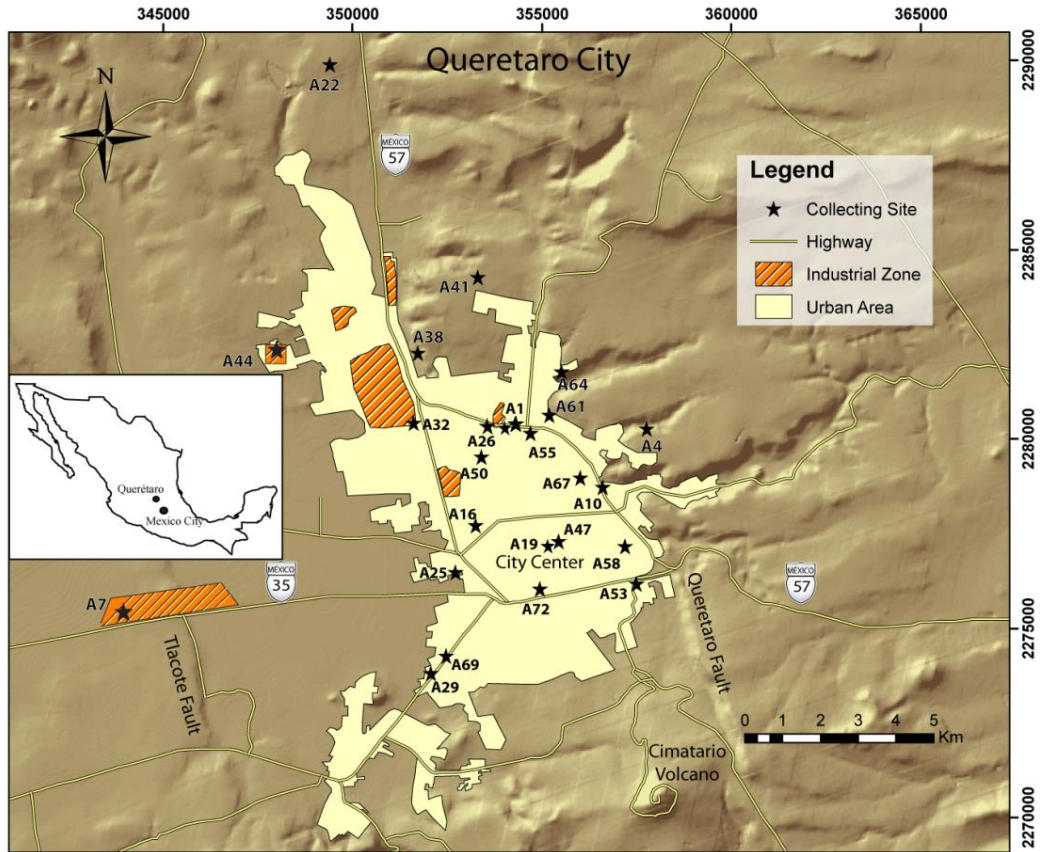 345000
350000
355000
360000
365000
Queretaro City
N
A22
MÉXICO
57
2290000
Legend
Collecting Site
Highway
Industrial Zone
Urban Area
2285000
A41
A38
A44
A64
A1
A61
A32
A26
A55
A4
2280000
A50
A67
A10
A16
A47
A19
City Center
A58
A25
A53
A72
Querétaro
Mexico City
MÉXICO
35
MÉXICO
57
A7
2275000
Tlacote Fault
A69
A29
Queretaro Fault
0 1 2 3 4 5
Km
Cimatario
Volcano
2270000